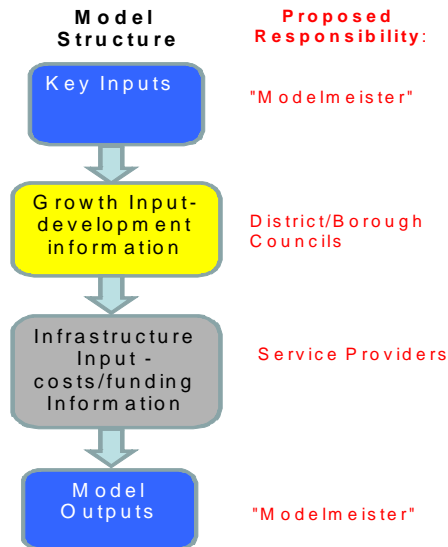 Model
Structure
Proposed
Responsibility:
Key Inputs
"Modelmeister"
Growth Input-
development
information
District/Borough
Councils
Infrastructure
Input -
costs/funding
Information
Service Providers
Model
Outputs
"Modelmeister"